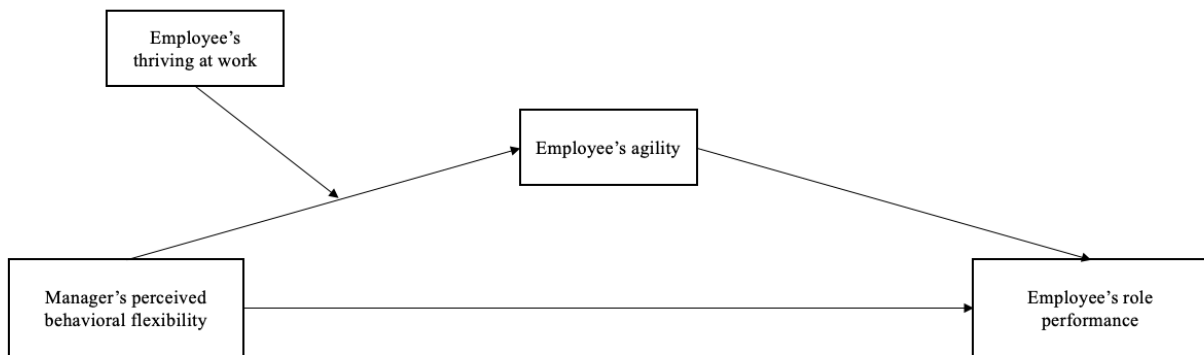 Employee’s
thriving at work
Employee’s agility
Manager’s perceived
behavioral flexibility
Employee’s role
performance